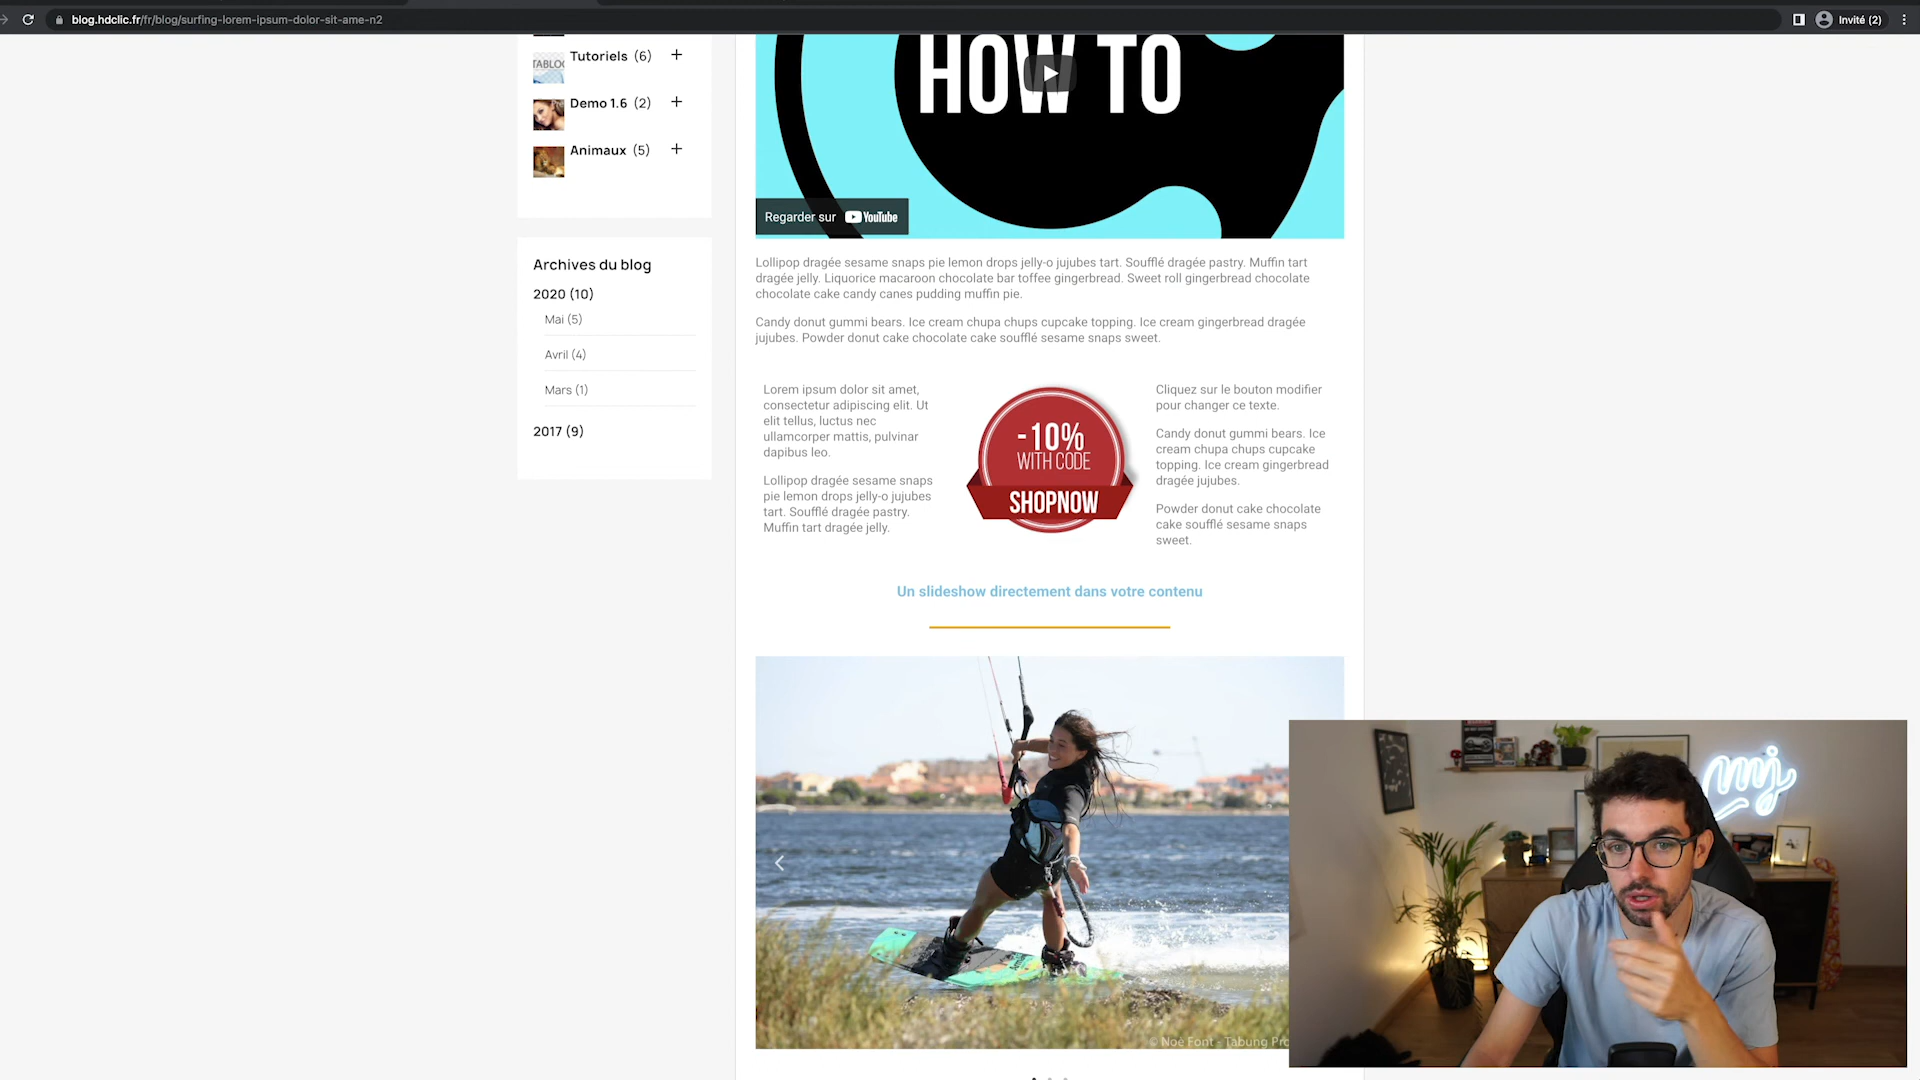 blog.hdclic.fr/fr/blog/surfing-lorem-ipsum-dolor-sit-ame-n2
Invité (2)
Tutoriels (6) +
Demo 1.6 (2) +
Animaux (5) +
Archives du blog
2020 (10)
Mai (5)
Avril (4)
Mars (1)
2017 (9)
HOW TO
Regarder sur YouTube
Lollipop dragée sesame snaps pie lemon drops jelly-o jujubes tart. Soufflé dragée pastry. Muffin tart
dragée jelly. Liquorice macaroon chocolate bar toffee gingerbread. Sweet roll gingerbread chocolate
chocolate cake candy canes pudding muffin pie.
Candy donut gummi bears. Ice cream chupa chups cupcake topping. Ice cream gingerbread dragée
jujubes. Powder donut cake chocolate cake soufflé sesame snaps sweet.
Lorem ipsum dolor sit amet,
consectetur adipiscing elit. Ut
elit tellus, luctus nec
ullamcorper mattis, pulvinar
dapibus leo.
Lollipop dragée sesame snaps
pie lemon drops jelly-o jujubes
tart. Soufflé dragée pastry.
Muffin tart dragée jelly.
-10%
WITH CODE
SHOPNOW
Cliquez sur le bouton modifier
pour changer ce texte.
Candy donut gummi bears. Ice
cream chupa chups cupcake
topping. Ice cream gingerbread
dragée jujubes.
Powder donut cake chocolate
cake soufflé sesame snaps
sweet.
Un slideshow directement dans votre contenu
© Noé Font - Tabung Pro
mj